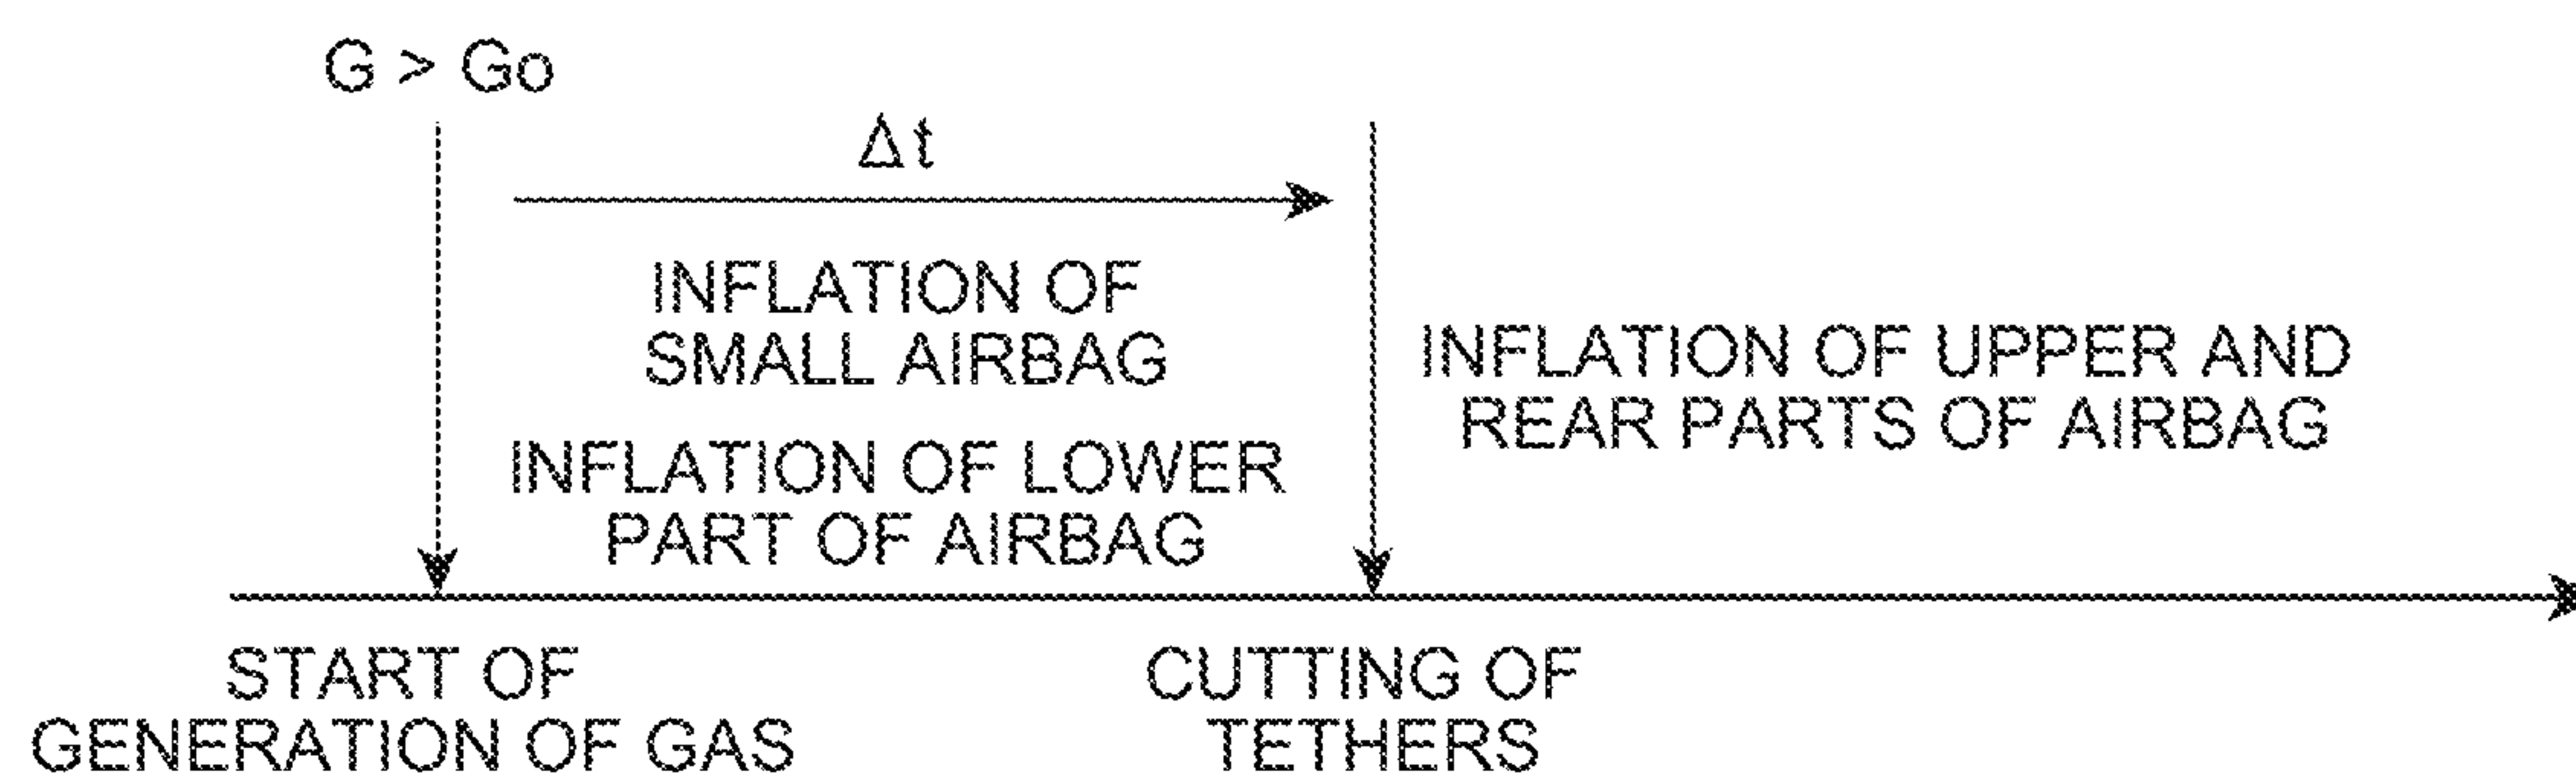 G > Go
Δt
INFLATION OF
SMALL AIRBAG
INFLATION OF LOWER
PART OF AIRBAG
INFLATION OF UPPER AND
REAR PARTS OF AIRBAG
START OF
GENERATION OF GAS
CUTTING OF
TETHERS